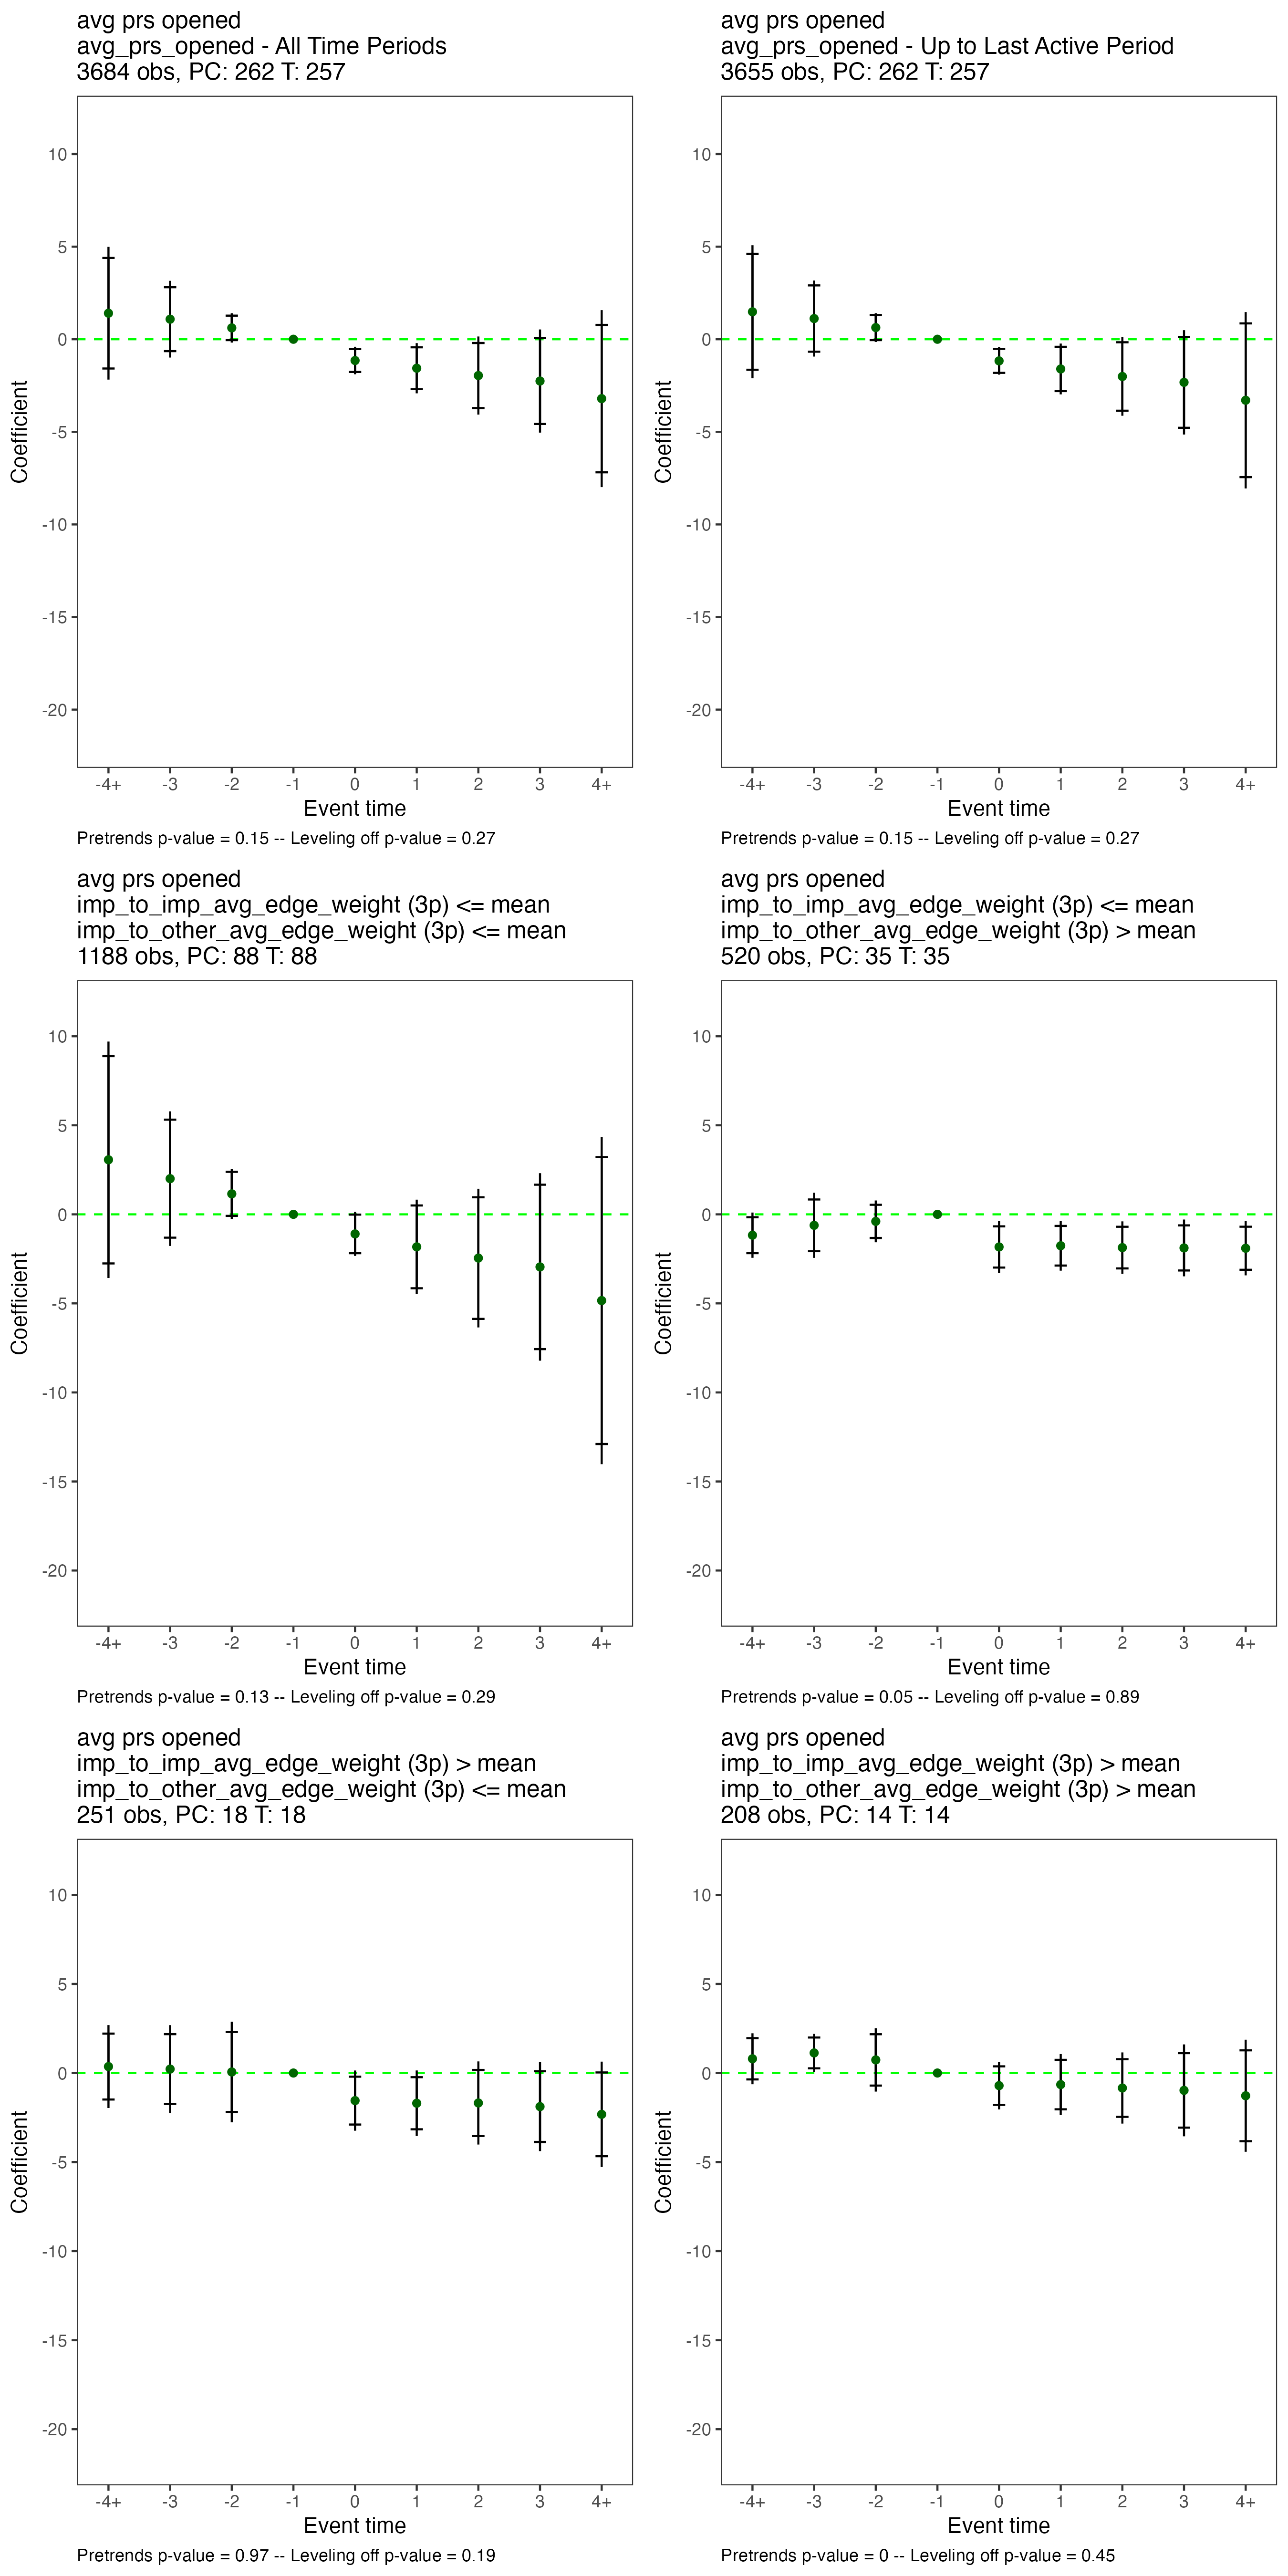 avg prs opened
avg_prs_opened - All Time Periods
3684 obs, PC: 262 T: 257
10
5
0
-5
-10
-15
-20
Coefficient
-4+ -3 -2 -1 0 1 2 3 4+
Event time
Pretrends p-value = 0.15 -- Leveling off p-value = 0.27
avg prs opened
avg_prs_opened - Up to Last Active Period
3655 obs, PC: 262 T: 257
10
5
0
-5
-10
-15
-20
Coefficient
-4+ -3 -2 -1 0 1 2 3 4+
Event time
Pretrends p-value = 0.15 -- Leveling off p-value = 0.27
avg prs opened
imp_to_imp_avg_edge_weight (3p) <= mean
imp_to_other_avg_edge_weight (3p) <= mean
1188 obs, PC: 88 T: 88
10
5
0
-5
-10
-15
-20
Coefficient
-4+ -3 -2 -1 0 1 2 3 4+
Event time
Pretrends p-value = 0.13 -- Leveling off p-value = 0.29
avg prs opened
imp_to_imp_avg_edge_weight (3p) <= mean
imp_to_other_avg_edge_weight (3p) > mean
520 obs, PC: 35 T: 35
10
5
0
-5
-10
-15
-20
Coefficient
-4+ -3 -2 -1 0 1 2 3 4+
Event time
Pretrends p-value = 0.05 -- Leveling off p-value = 0.89
avg prs opened
imp_to_imp_avg_edge_weight (3p) > mean
imp_to_other_avg_edge_weight (3p) <= mean
251 obs, PC: 18 T: 18
10
5
0
-5
-10
-15
-20
Coefficient
-4+ -3 -2 -1 0 1 2 3 4+
Event time
Pretrends p-value = 0.97 -- Leveling off p-value = 0.19
avg prs opened
imp_to_imp_avg_edge_weight (3p) > mean
imp_to_other_avg_edge_weight (3p) > mean
208 obs, PC: 14 T: 14
10
5
0
-5
-10
-15
-20
Coefficient
-4+ -3 -2 -1 0 1 2 3 4+
Event time
Pretrends p-value = 0 -- Leveling off p-value = 0.45